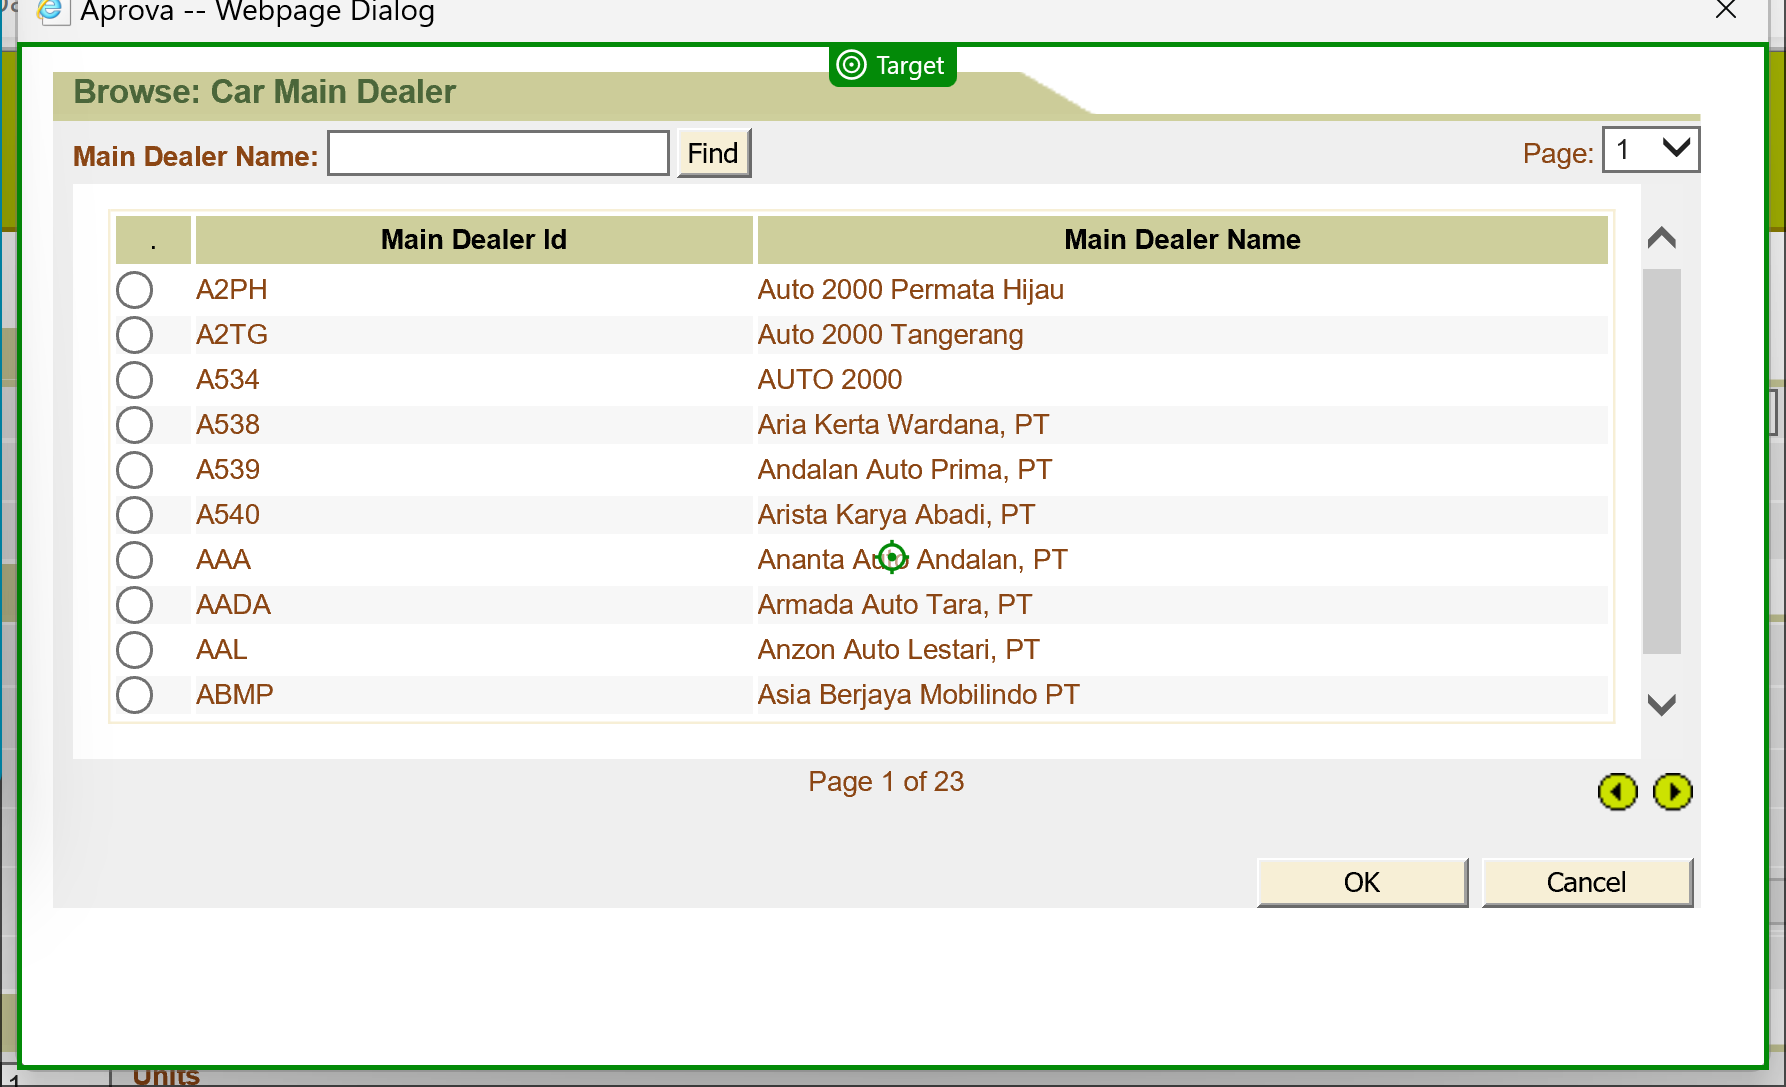 Aprova -- Webpage Dialog
Target
Browse: Car Main Dealer
Main Dealer Name: Find Page: 1
. Main Dealer Id Main Dealer Name
A2PH Auto 2000 Permata Hijau
A2TG Auto 2000 Tangerang
A534 AUTO 2000
A538 Aria Kerta Wardana, PT
A539 Andalan Auto Prima, PT
A540 Arista Karya Abadi, PT
AAA Ananta Auto Andalan, PT
AADA Armada Auto Tara, PT
AAL Anzon Auto Lestari, PT
ABMP Asia Berjaya Mobilindo PT
Page 1 of 23
OK Cancel
1 Units